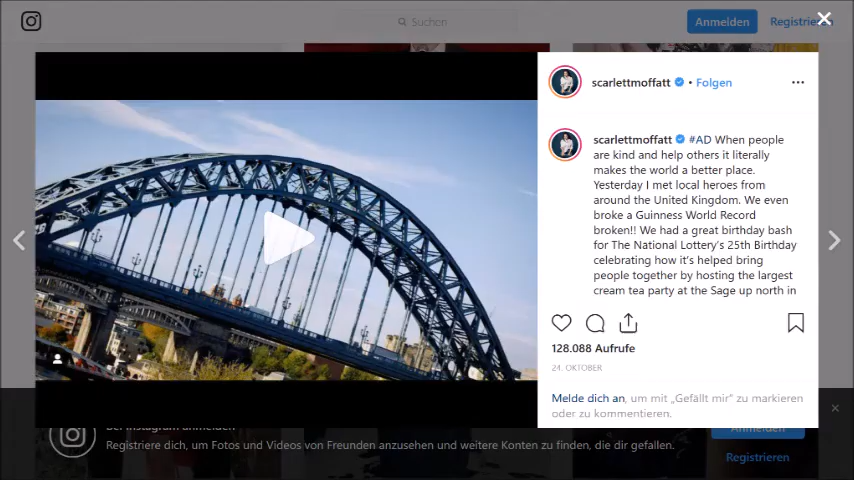 Suchen
Anmelden
Registrieren
scarlettmoffatt • Folgen
scarlettmoffatt #AD When people
are kind and help others it literally
makes the world a better place.
Yesterday I met local heroes from
around the United Kingdom. We even
broke a Guinness World Record
broken!! We had a great birthday bash
for The National Lottery's 25th Birthday
celebrating how it's helped bring
people together by hosting the largest
cream tea party at the Sage up north in
128.088 Aufrufe
24. OKTOBER
Melde dich an, um mit „Gefällt mir“ zu markieren
oder zu kommentieren.
Bei Instagram anmelden
Registriere dich, um Fotos und Videos von Freunden anzusehen und weitere Konten zu finden, die dir gefallen.
Anmelden
Registrieren